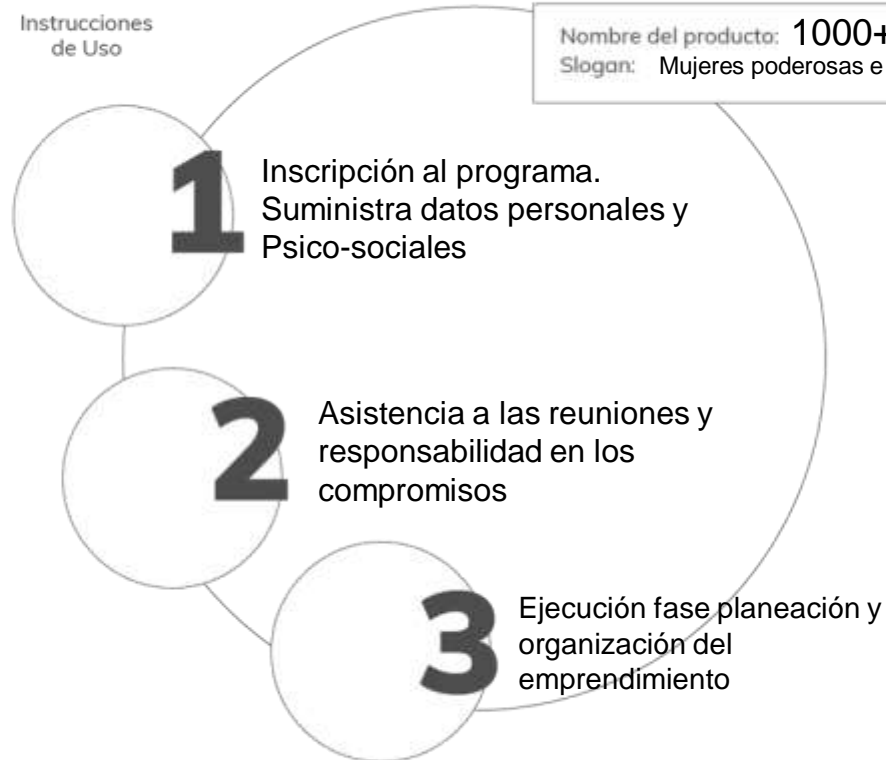 Instrucciones
de Uso
Nombre del producto: 1000+
Slogan: Mujeres poderosas e
1 Inscripción al programa.
Suministra datos personales y
Psico-sociales
2 Asistencia a las reuniones y
responsabilidad en los
compromisos
3 Ejecución fase planeación y
organización del
emprendimiento